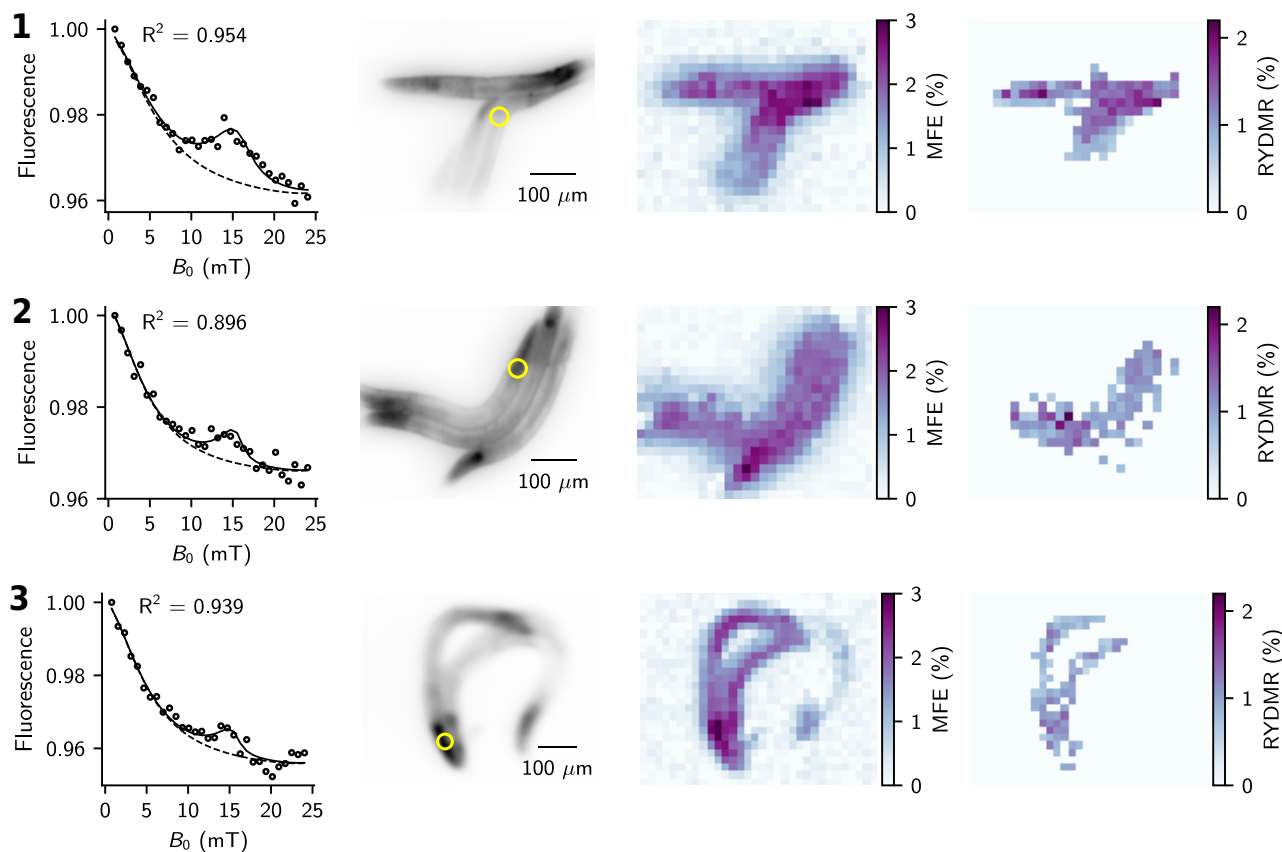 1
R² = 0.954
Fluorescence
1.00
0.98
0.96
0 5 10 15 20 25
B₀ (mT)
100 μm
3
2
1
0
MFE (%)
2
1
0
RYDMR (%)
2
R² = 0.896
Fluorescence
1.00
0.98
0.96
0 5 10 15 20 25
B₀ (mT)
100 μm
3
2
1
0
MFE (%)
2
1
0
RYDMR (%)
3
R² = 0.939
Fluorescence
1.00
0.98
0.96
0 5 10 15 20 25
B₀ (mT)
100 μm
3
2
1
0
MFE (%)
2
1
0
RYDMR (%)